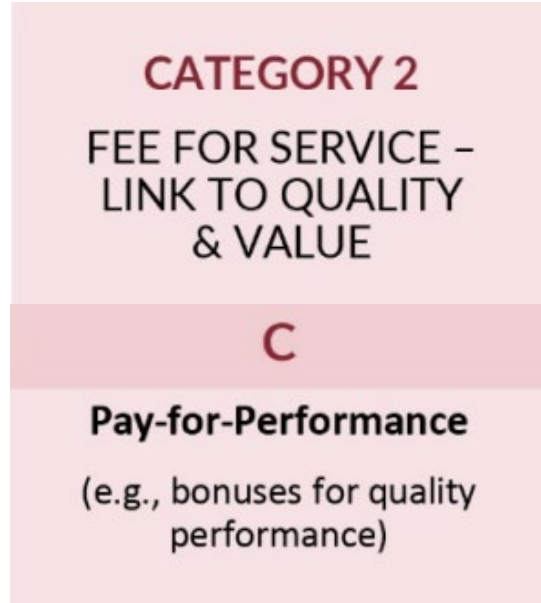 CATEGORY 2
FEE FOR SERVICE –
LINK TO QUALITY
& VALUE
C
Pay-for-Performance
(e.g., bonuses for quality
performance)